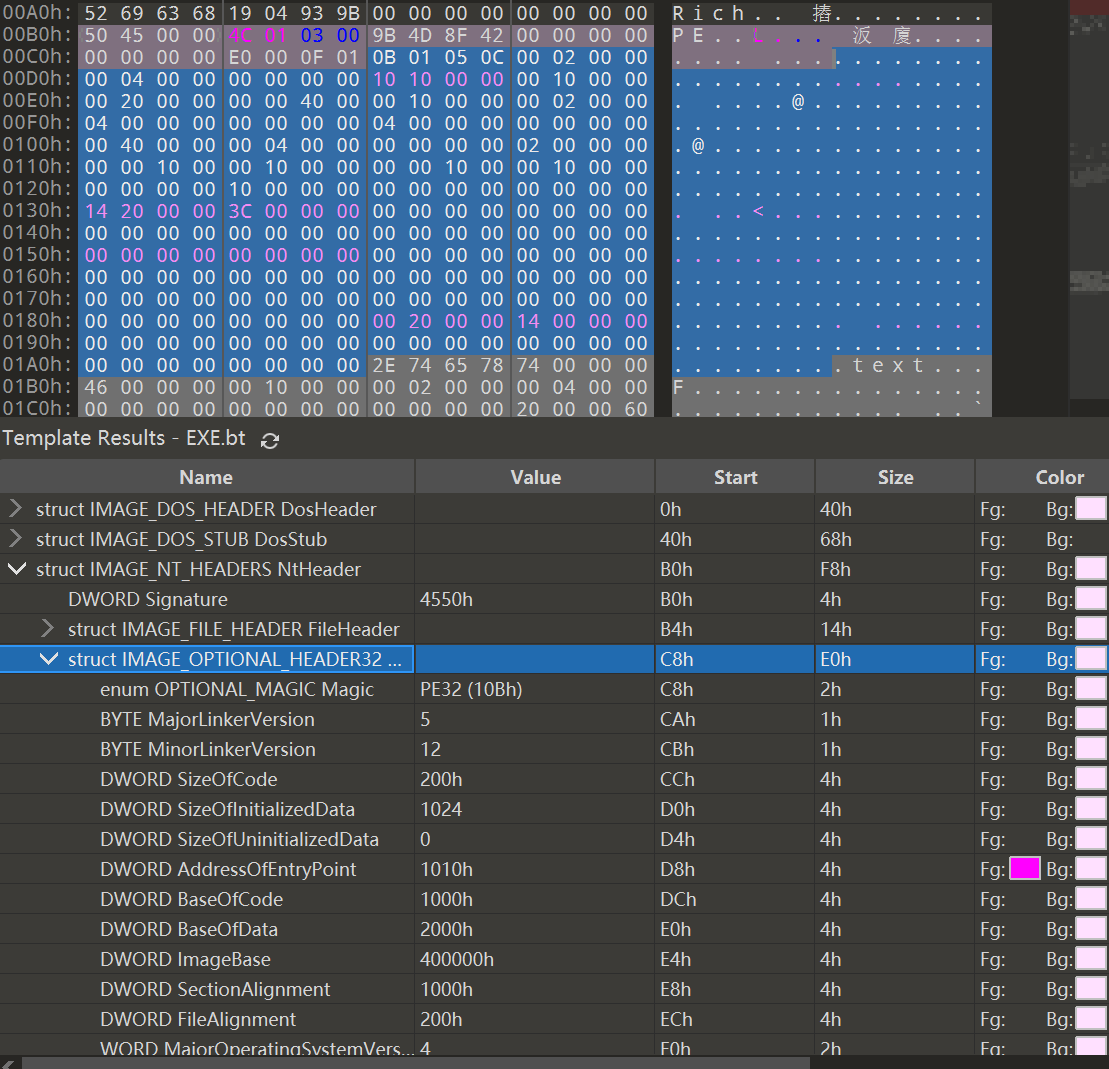 00A0h: 52 69 63 68 19 04 93 9B 00 00 00 00 00 00 00 00 Rich.. 撘........
00B0h: 50 45 00 00 4C 01 03 00 9B 4D 8F 42 00 00 00 00 PE..L... 派 廈....
00C0h: 00 00 00 00 E0 00 0F 01 0B 01 05 0C 00 02 00 00 .... ... ........
00D0h: 00 04 00 00 00 00 00 00 10 10 00 00 00 10 00 00 ................
00E0h: 00 20 00 00 00 00 40 00 00 10 00 00 00 02 00 00 . ....@.........
00F0h: 04 00 00 00 00 00 00 00 04 00 00 00 00 00 00 00 ................
0100h: 00 40 00 00 00 04 00 00 00 00 00 00 02 00 00 00 .@..............
0110h: 00 00 10 00 00 10 00 00 00 00 10 00 00 10 00 00 ................
0120h: 00 00 00 00 10 00 00 00 00 00 00 00 00 00 00 00 ................
0130h: 14 20 00 00 3C 00 00 00 00 00 00 00 00 00 00 00 . ..<...........
0140h: 00 00 00 00 00 00 00 00 00 00 00 00 00 00 00 00 ................
0150h: 00 00 00 00 00 00 00 00 00 00 00 00 00 00 00 00 ................
0160h: 00 00 00 00 00 00 00 00 00 00 00 00 00 00 00 00 ................
0170h: 00 00 00 00 00 00 00 00 00 00 00 00 00 00 00 00 ................
0180h: 00 00 00 00 00 00 00 00 00 20 00 00 14 00 00 00 ......... ......
0190h: 00 00 00 00 00 00 00 00 00 00 00 00 00 00 00 00 ................
01A0h: 00 00 00 00 00 00 00 00 2E 74 65 78 74 00 00 00 .........text...
01B0h: 46 00 00 00 00 10 00 00 00 02 00 00 00 04 00 00 F...............
01C0h: 00 00 00 00 00 00 00 00 00 00 00 00 20 00 00 60 ............ ..`
Template Results - EXE.bt
Name Value Start Size Color
struct IMAGE_DOS_HEADER DosHeader 0h 40h Fg: Bg:
struct IMAGE_DOS_STUB DosStub 40h 68h Fg: Bg:
struct IMAGE_NT_HEADERS NtHeader B0h F8h Fg: Bg:
DWORD Signature 4550h B0h 4h Fg: Bg:
struct IMAGE_FILE_HEADER FileHeader B4h 14h Fg: Bg:
struct IMAGE_OPTIONAL_HEADER32 ... C8h E0h Fg: Bg:
enum OPTIONAL_MAGIC Magic PE32 (10Bh) C8h 2h Fg: Bg:
BYTE MajorLinkerVersion 5 CAh 1h Fg: Bg:
BYTE MinorLinkerVersion 12 CBh 1h Fg: Bg:
DWORD SizeOfCode 200h CCh 4h Fg: Bg:
DWORD SizeOfInitializedData 1024 D0h 4h Fg: Bg:
DWORD SizeOfUninitializedData 0 D4h 4h Fg: Bg:
DWORD AddressOfEntryPoint 1010h D8h 4h Fg: Bg:
DWORD BaseOfCode 1000h DCh 4h Fg: Bg:
DWORD BaseOfData 2000h E0h 4h Fg: Bg:
DWORD ImageBase 400000h E4h 4h Fg: Bg:
DWORD SectionAlignment 1000h E8h 4h Fg: Bg:
DWORD FileAlignment 200h ECh 4h Fg: Bg:
WORD MajorOperatingSystemVers... 4 F0h 2h Fg: Bg: